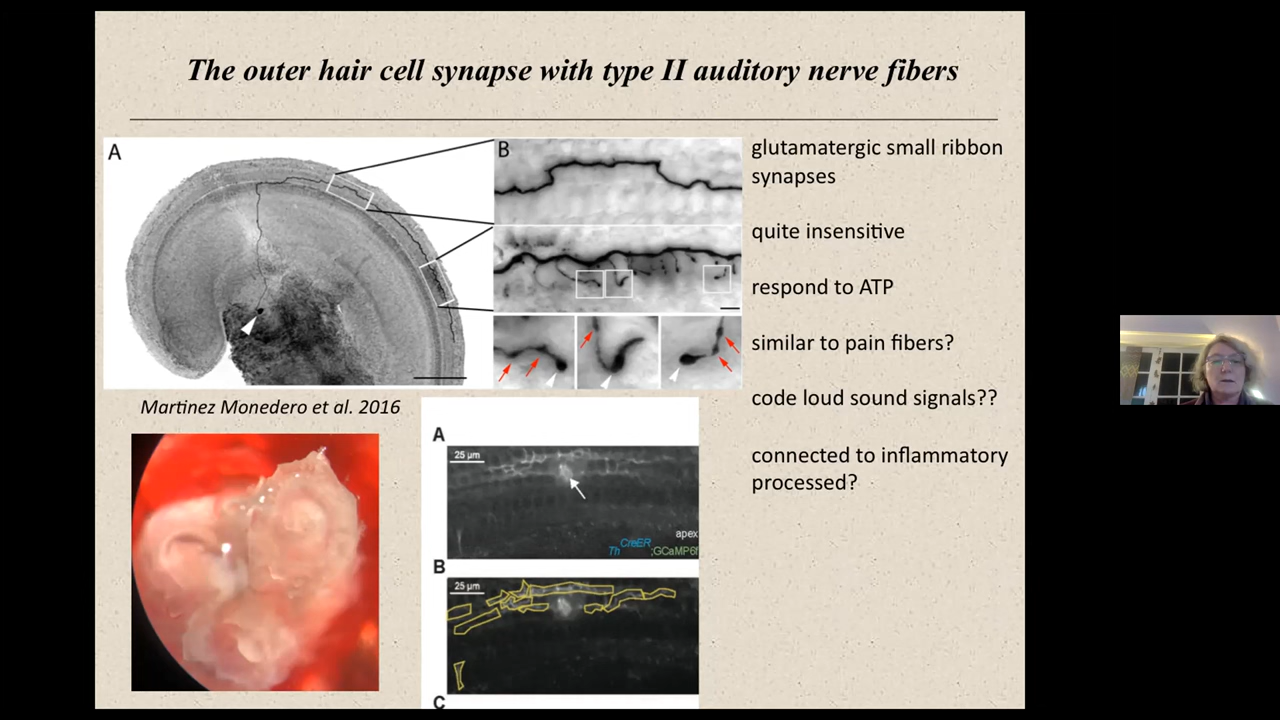 The outer hair cell synapse with type II auditory nerve fibers
A
B
glutamatergic small ribbon
synapses
quite insensitive
respond to ATP
similar to pain fibers?
code loud sound signals??
connected to inflammatory
processed?
Martinez Monedero et al. 2016
A
25 µm
apex
Th CreER ;GCaMP6f
B
25 µm
C